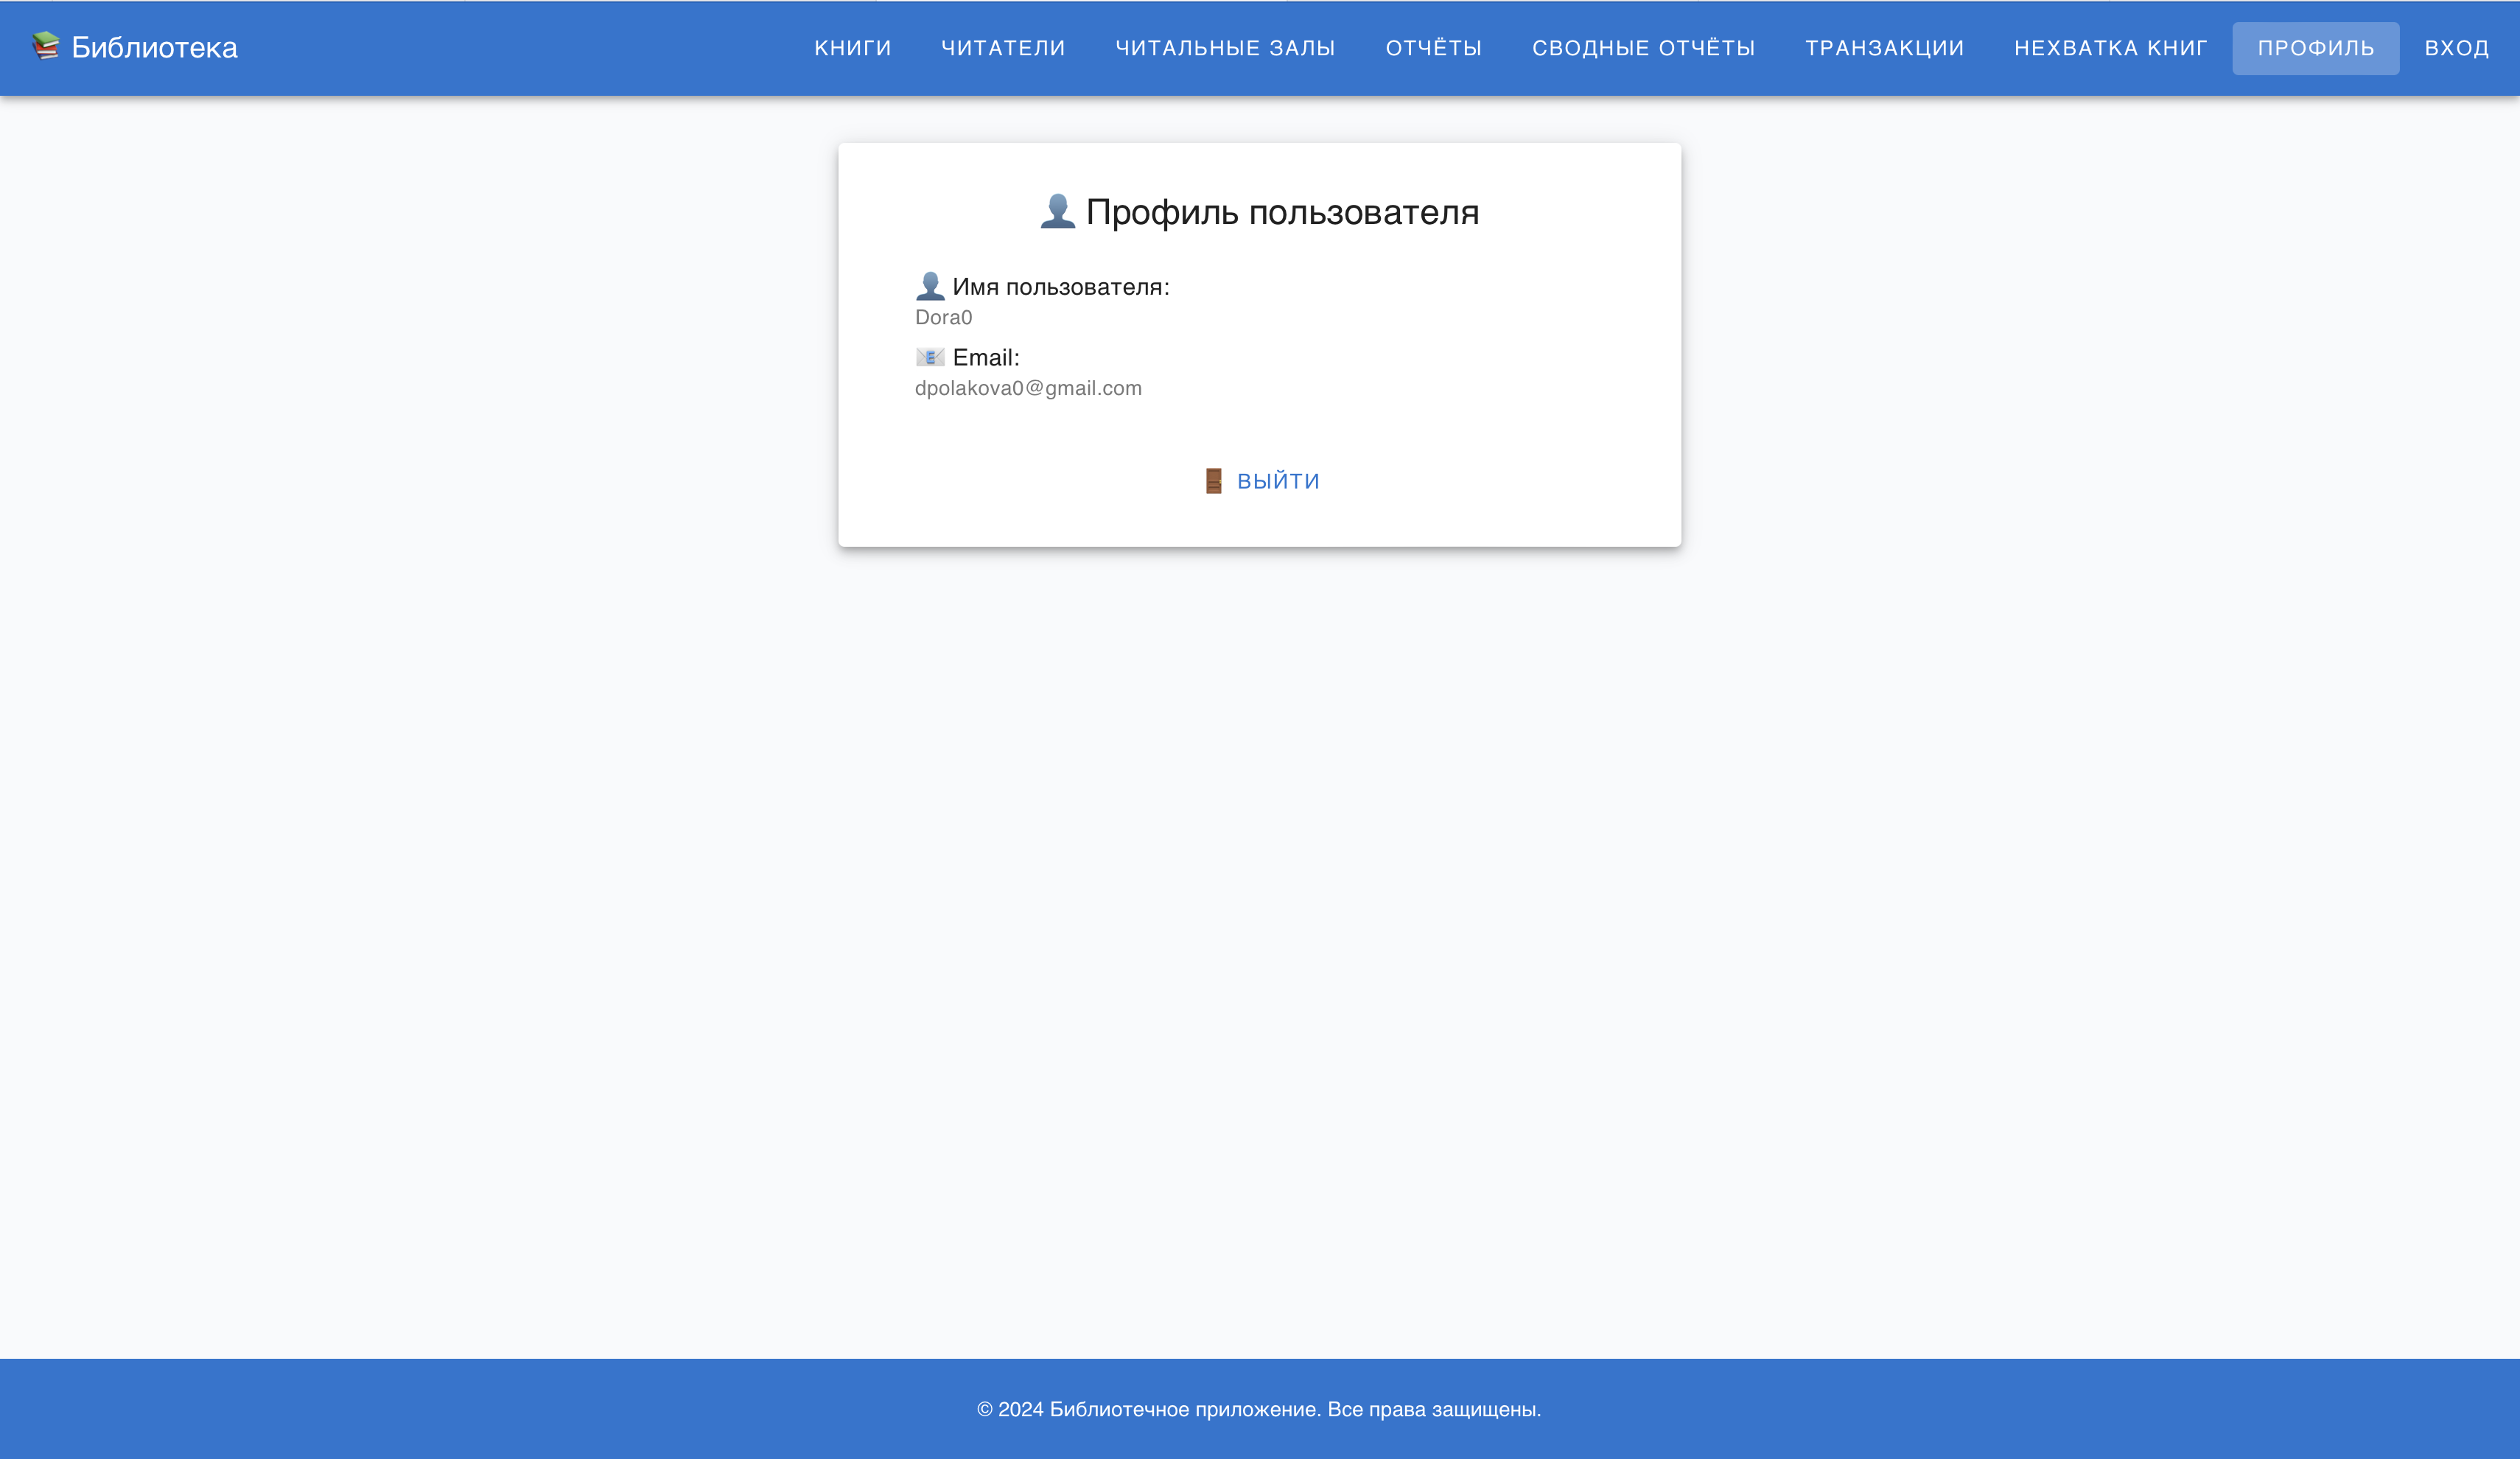 Библиотека
КНИГИ ЧИТАТЕЛИ ЧИТАЛЬНЫЕ ЗАЛЫ ОТЧЁТЫ СВОДНЫЕ ОТЧЁТЫ ТРАНЗАКЦИИ НЕХВАТКА КНИГ ПРОФИЛЬ ВХОД
Профиль пользователя
Имя пользователя:
Dora0
Email:
dpolakova0@gmail.com
ВЫЙТИ
© 2024 Библиотечное приложение. Все права защищены.